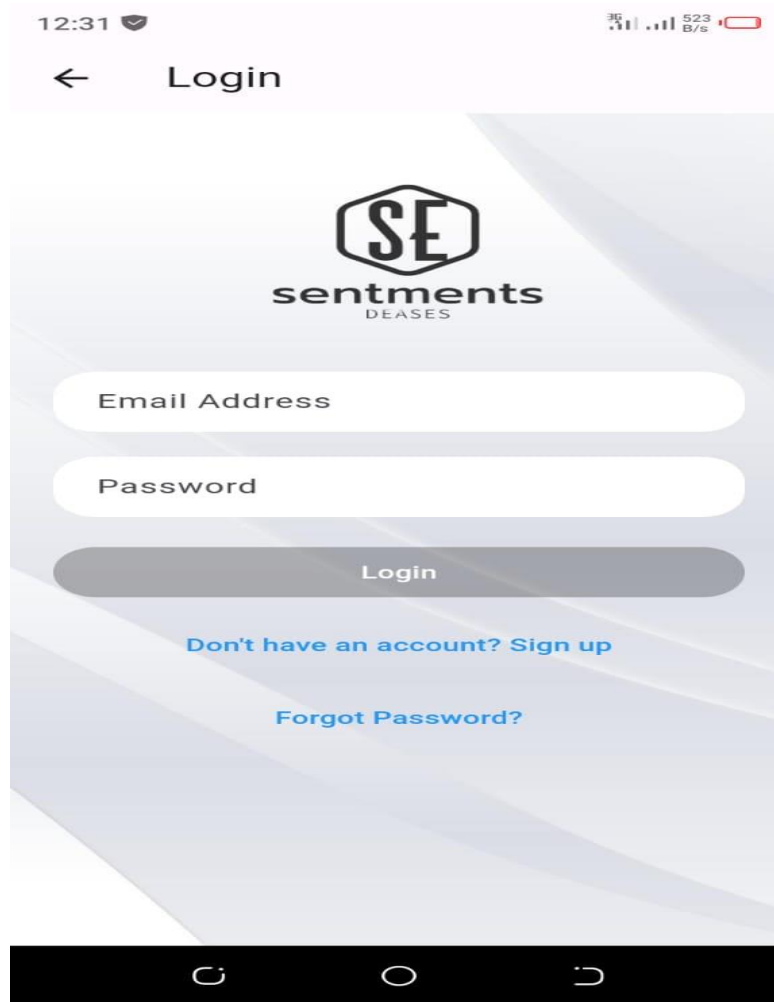 12:31 3G 523 B/s
Login
SE
sentments
DEASES
Email Address
Password
Login
Don't have an account? Sign up
Forgot Password?